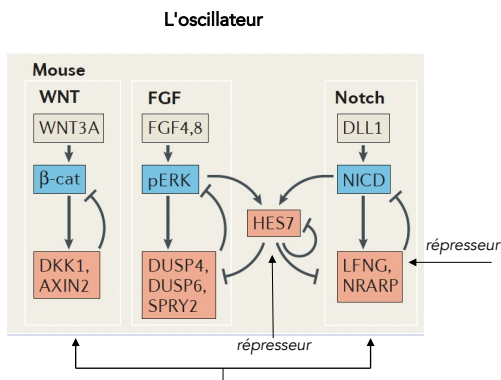 L'oscillateur
Mouse
WNT
FGF
Notch
WNT3A
FGF4,8
DLL1
β-cat
pERK
NICD
HES7
DKK1,
AXIN2
DUSP4,
DUSP6,
SPRY2
LFNG,
NRARP
répresseur
répresseur